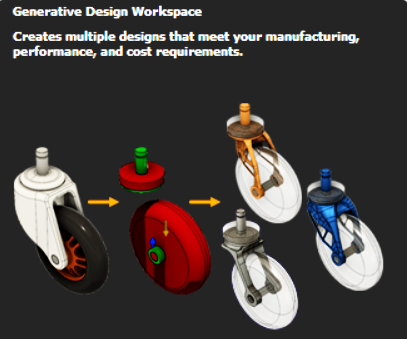 Generative Design Workspace
Creates multiple designs that meet your manufacturing,
performance, and cost requirements.